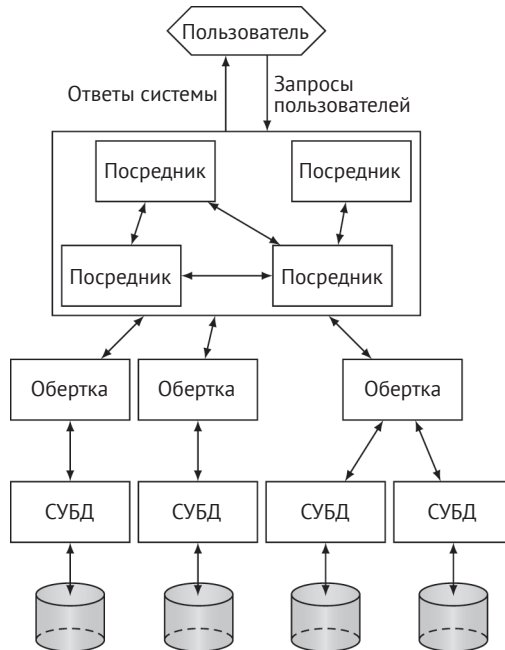 Пользователь
Ответы системы
Запросы
пользователей
Посредник
Посредник
Посредник
Посредник
Обертка
Обертка
Обертка
СУБД
СУБД
СУБД
СУБД